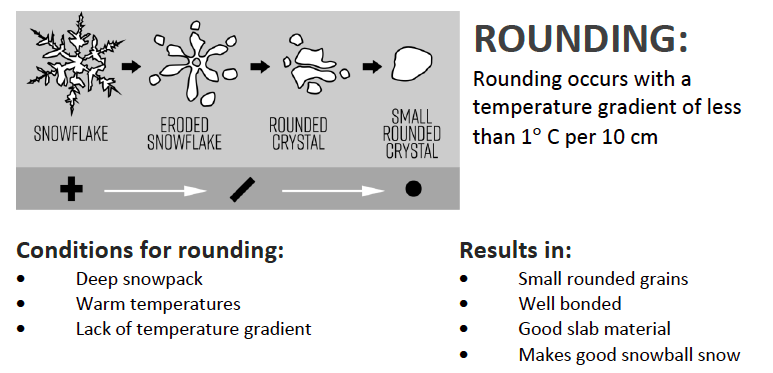 ROUNDING:
Rounding occurs with a
temperature gradient of less
than 1° C per 10 cm
SNOWFLAKE
ERODED
SNOWFLAKE
ROUNDED
CRYSTAL
SMALL
ROUNDED
CRYSTAL
Conditions for rounding:
• Deep snowpack
• Warm temperatures
• Lack of temperature gradient
Results in:
• Small rounded grains
• Well bonded
• Good slab material
• Makes good snowball snow